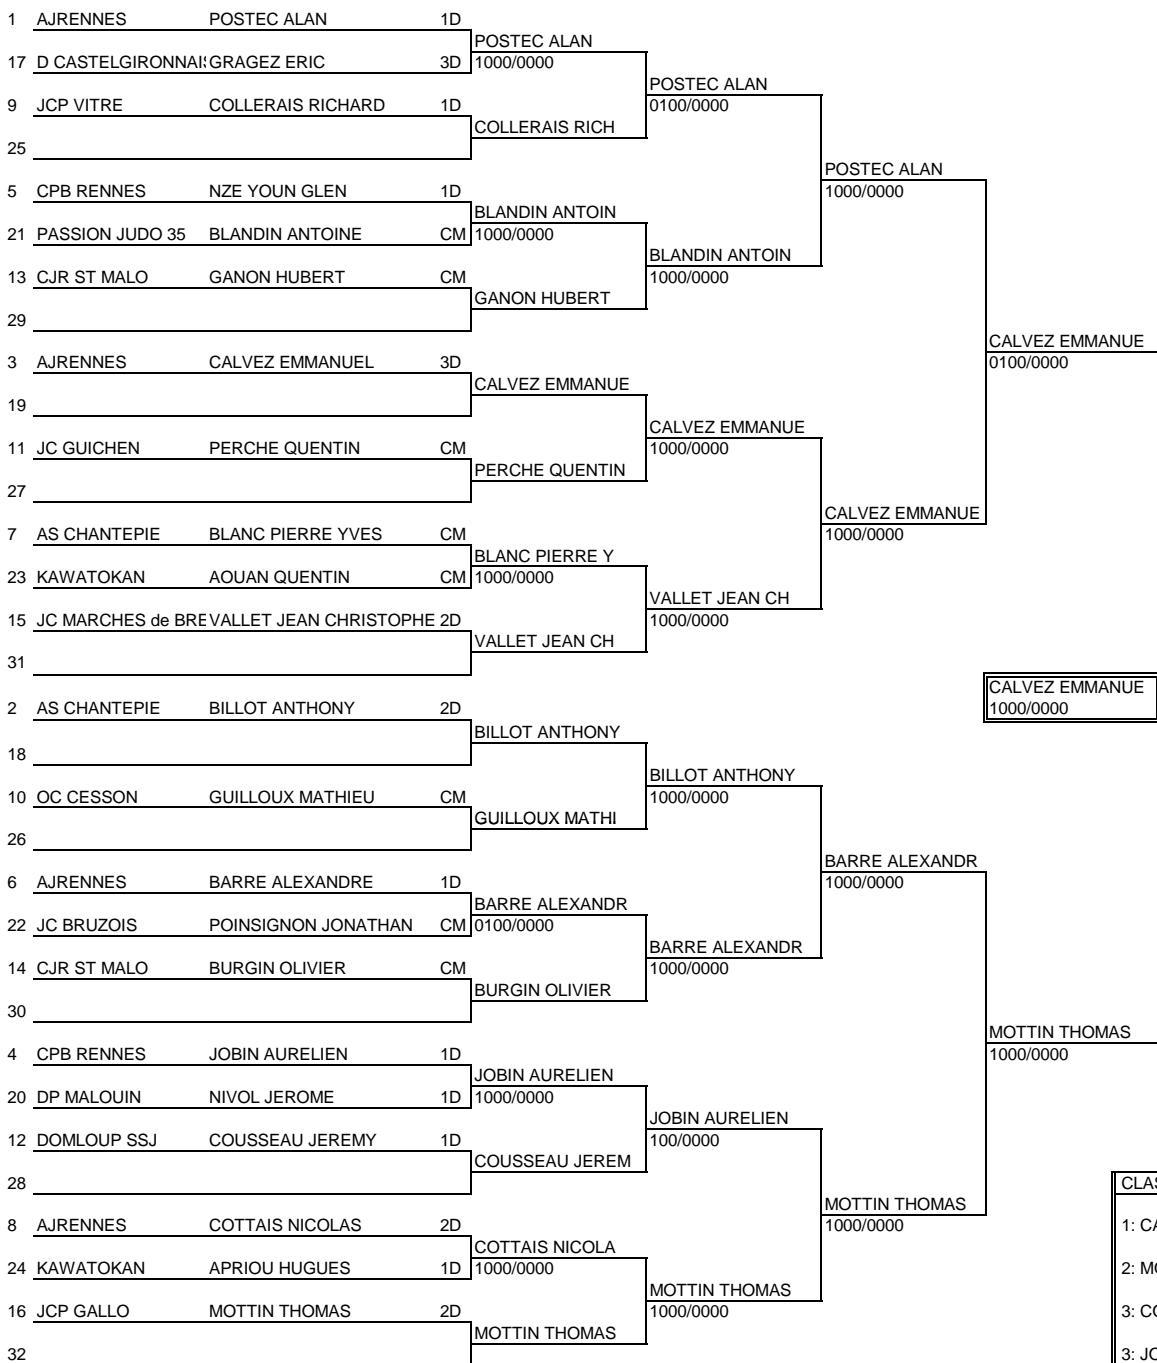 1 AJRENNES POSTEC ALAN 1D
POSTEC ALAN
17 D CASTELGIRONNAI GRAGEZ ERIC 3D 1000/0000
POSTEC ALAN
9 JCP VITRE COLLERAIS RICHARD 1D 0100/0000
COLLERAIS RICH
25
POSTEC ALAN
5 CPB RENNES NZE YOUN GLEN 1D 1000/0000
BLANDIN ANTOIN
21 PASSION JUDO 35 BLANDIN ANTOINE CM 1000/0000
BLANDIN ANTOIN
13 CJR ST MALO GANON HUBERT CM 1000/0000
GANON HUBERT
29
CALVEZ EMMANUE
3 AJRENNES CALVEZ EMMANUEL 3D 0100/0000
CALVEZ EMMANUE
19
CALVEZ EMMANUE
11 JC GUICHEN PERCHE QUENTIN CM 1000/0000
PERCHE QUENTIN
27
CALVEZ EMMANUE
7 AS CHANTEPIE BLANC PIERRE YVES CM 1000/0000
BLANC PIERRE Y
23 KAWATOKAN AOUAN QUENTIN CM 1000/0000
VALLET JEAN CH
15 JC MARCHES de BRE VALLET JEAN CHRISTOPHE 2D 1000/0000
VALLET JEAN CH
31
CALVEZ EMMANUE
2 AS CHANTEPIE BILLOT ANTHONY 2D 1000/0000
BILLOT ANTHONY
18
BILLOT ANTHONY
10 OC CESSON GUILLOUX MATHIEU CM 1000/0000
GUILLOUX MATHI
26
BARRE ALEXANDR
6 AJRENNES BARRE ALEXANDRE 1D 1000/0000
BARRE ALEXANDR
22 JC BRUZOIS POINSIGNON JONATHAN CM 0100/0000
BARRE ALEXANDR
14 CJR ST MALO BURGIN OLIVIER CM 1000/0000
BURGIN OLIVIER
30
MOTTIN THOMAS
4 CPB RENNES JOBIN AURELIEN 1D 1000/0000
JOBIN AURELIEN
20 DP MALOUIN NIVOL JEROME 1D 1000/0000
JOBIN AURELIEN
12 DOMLOUP SSJ COUSSEAU JEREMY 1D 100/0000
COUSSEAU JEREM
28
CLAS
MOTTIN THOMAS
8 AJRENNES COTTAIS NICOLAS 2D 1000/0000 1: CA
COTTAIS NICOLA
24 KAWATOKAN APRIOU HUGUES 1D 1000/0000 2: MO
MOTTIN THOMAS
16 JCP GALLO MOTTIN THOMAS 2D 1000/0000 3: CO
MOTTIN THOMAS
32 3: JO